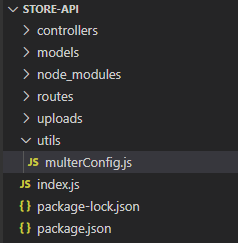 STORE-API
controllers
models
node_modules
routes
uploads
utils
JS multerConfig.js
JS index.js
{} package-lock.json
{} package.json